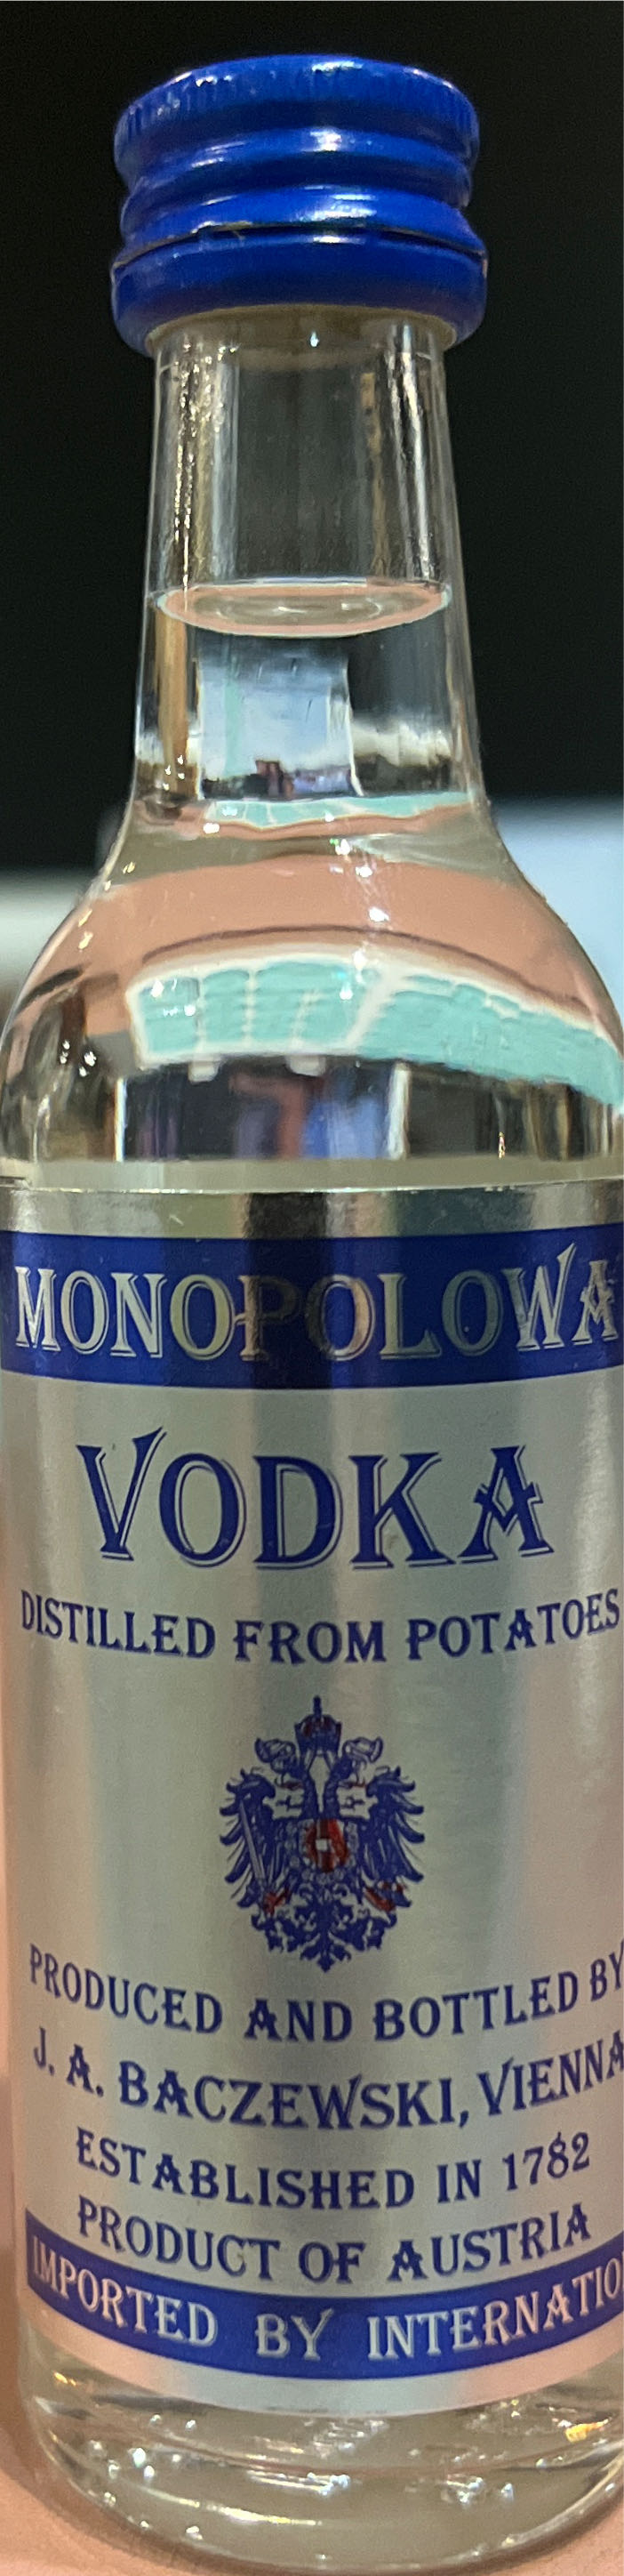 MONOPOLOWA
VODKA
DISTILLED FROM POTATOES
PRODUCED AND BOTTLED BY
J. A. BACZEWSKI, VIENNA
ESTABLISHED IN 1782
PRODUCT OF AUSTRIA
IMPORTED BY INTERNATIO